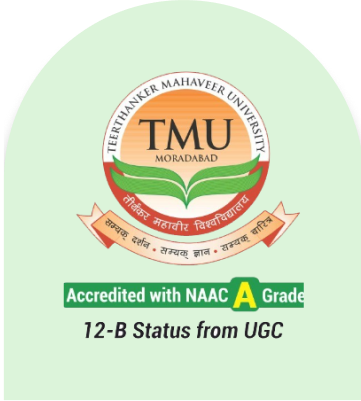 TEERTHANKER MAHAVEER UNIVERSITY
TMU
MORADABAD
तीर्थंकर महावीर विश्वविद्यालय
सम्यक् दर्शन • सम्यक् ज्ञान • सम्यक् चारित्र
Accredited with NAAC A Grade
12-B Status from UGC